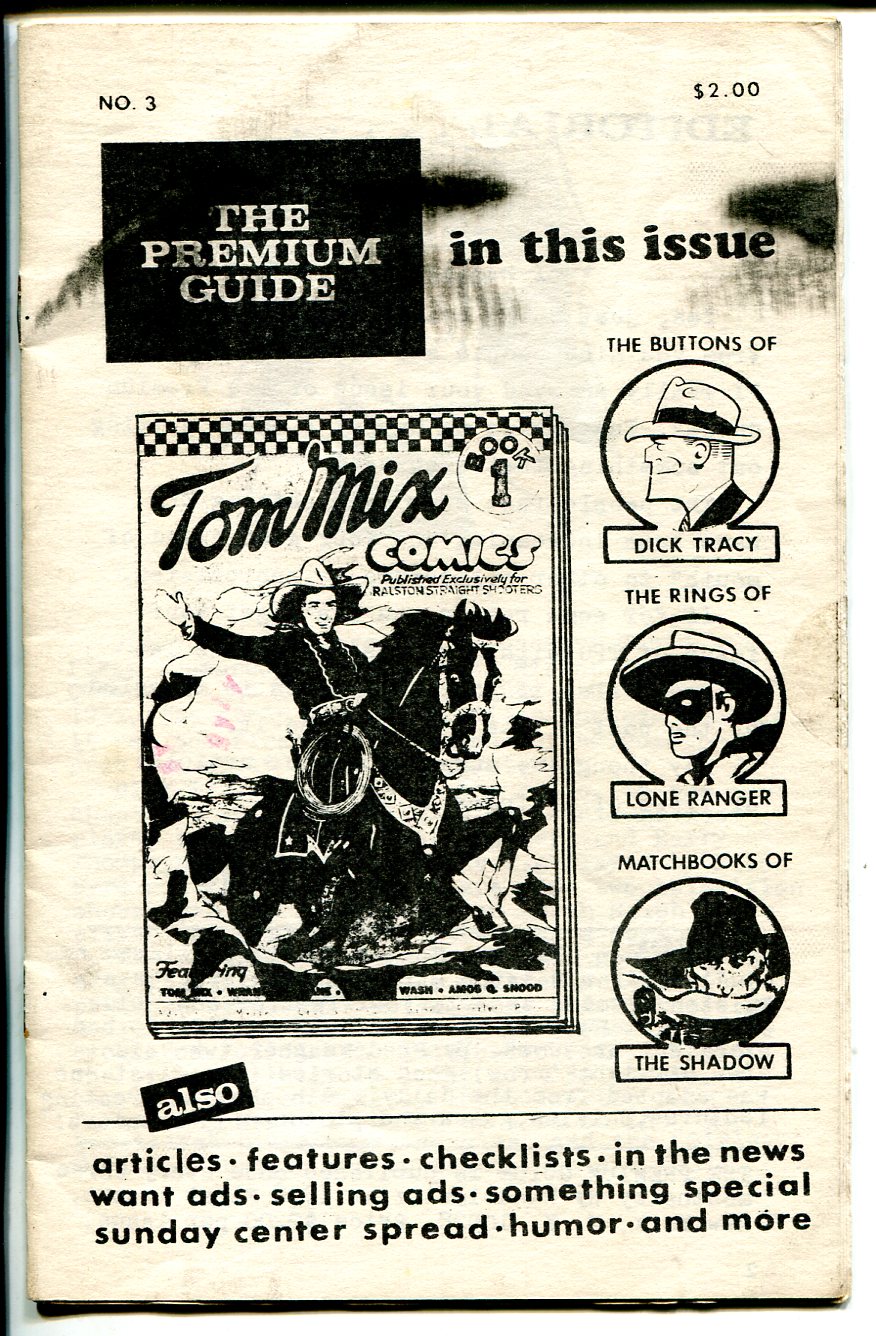 NO. 3
$2.00
THE
PREMIUM
GUIDE
in this issue
THE BUTTONS OF
DICK TRACY
THE RINGS OF
LONE RANGER
MATCHBOOKS OF
THE SHADOW
Tom Mix
BOOK
1
COMICS
Published Exclusively for
RALSTON STRAIGHT SHOOTERS
Featuring
TOM MIX •
WASH • AMOS Q. SNOOD
also
articles • features • checklists • in the news
want ads • selling ads • something special
sunday center spread • humor • and more